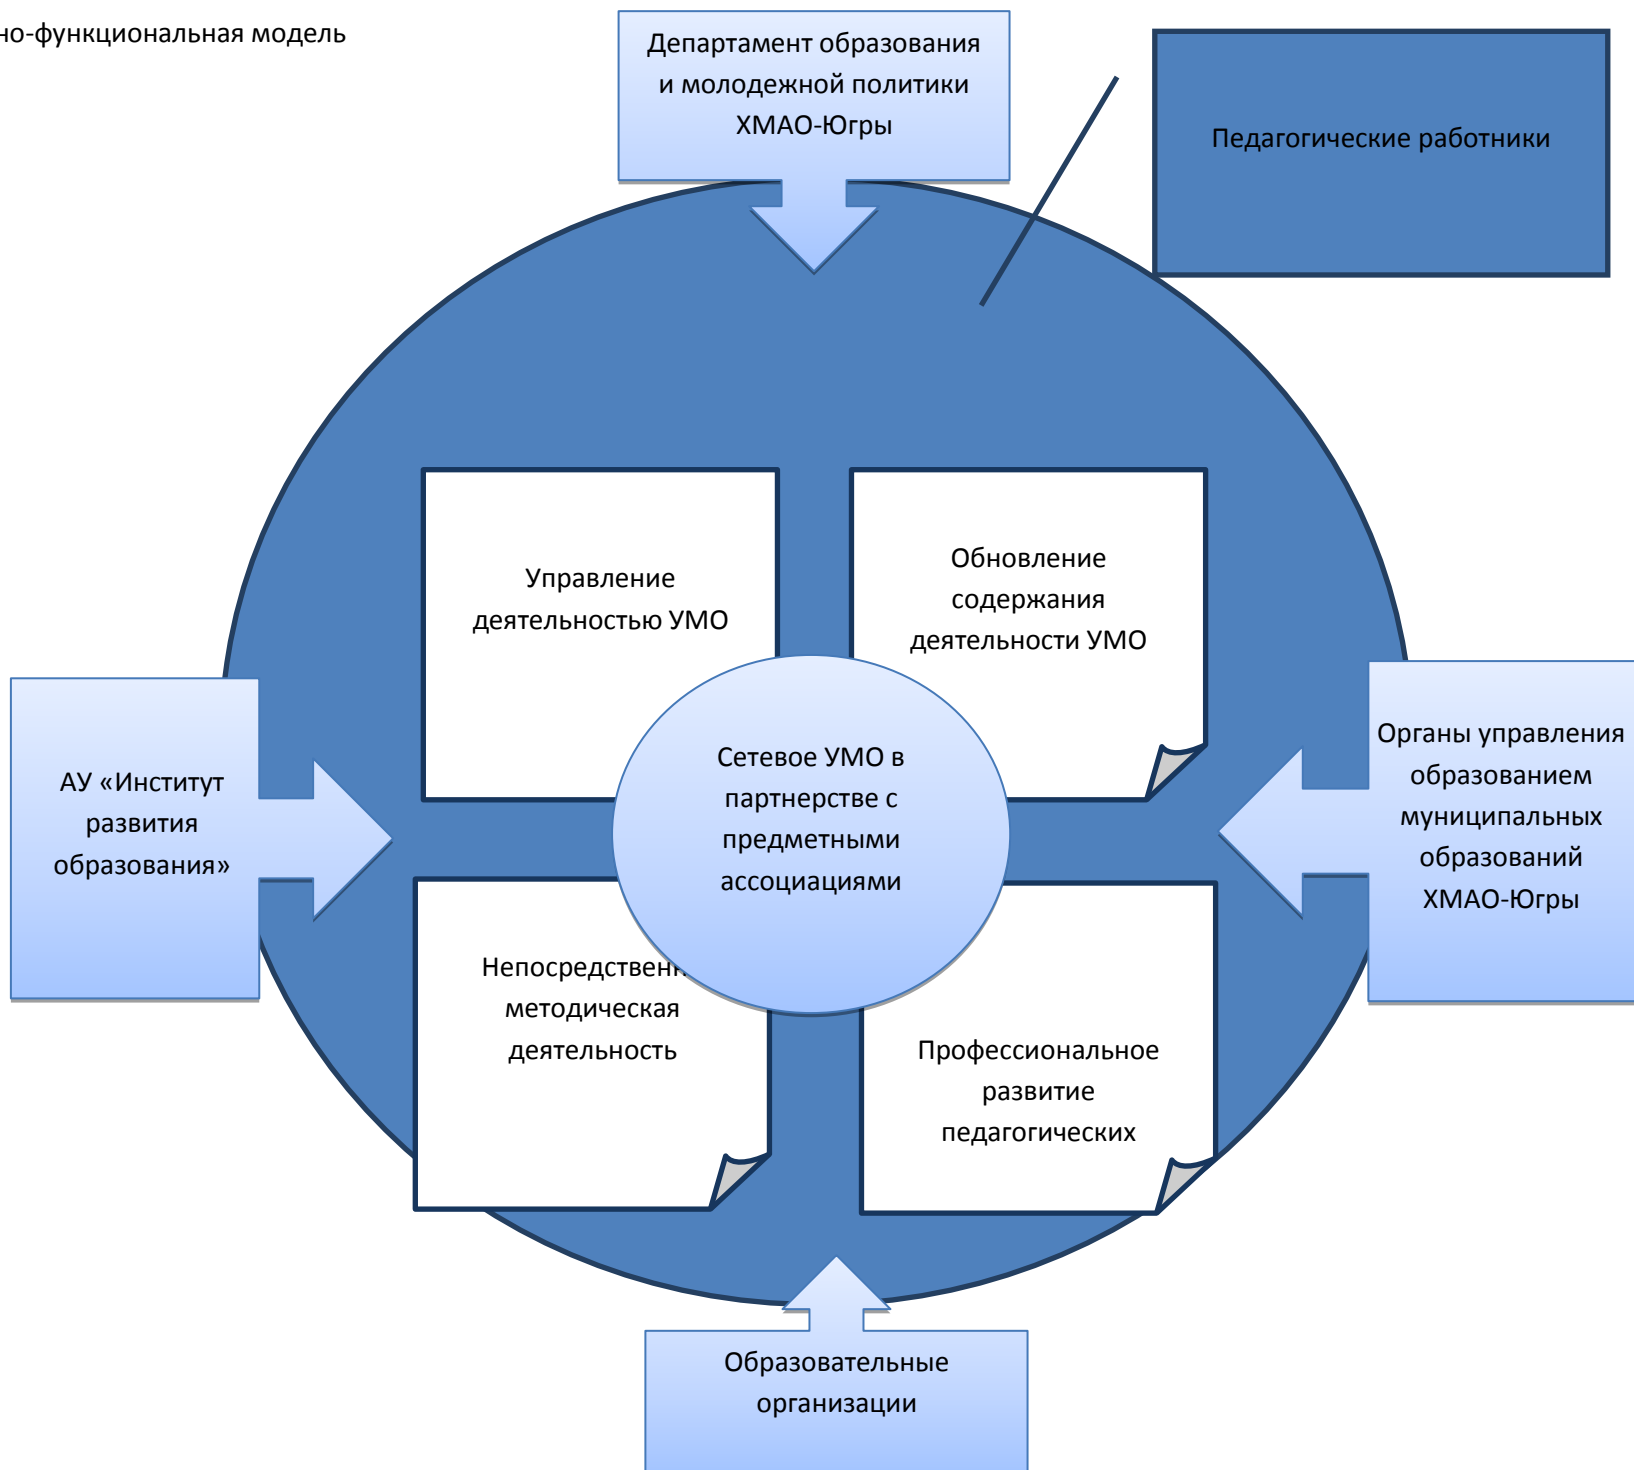 но-функциональная модель
Департамент образования
и молодежной политики
ХМАО-Югры
Педагогические работники
Управление
деятельностью УМО
Обновление
содержания
деятельности УМО
АУ «Институт
развития
образования»
Сетевое УМО в
партнерстве с
предметными
ассоциациями
Органы управления
образованием
муниципальных
образований
ХМАО-Югры
Непосредственн
методическая
деятельность
Профессиональное
развитие
педагогических
Образовательные
организации